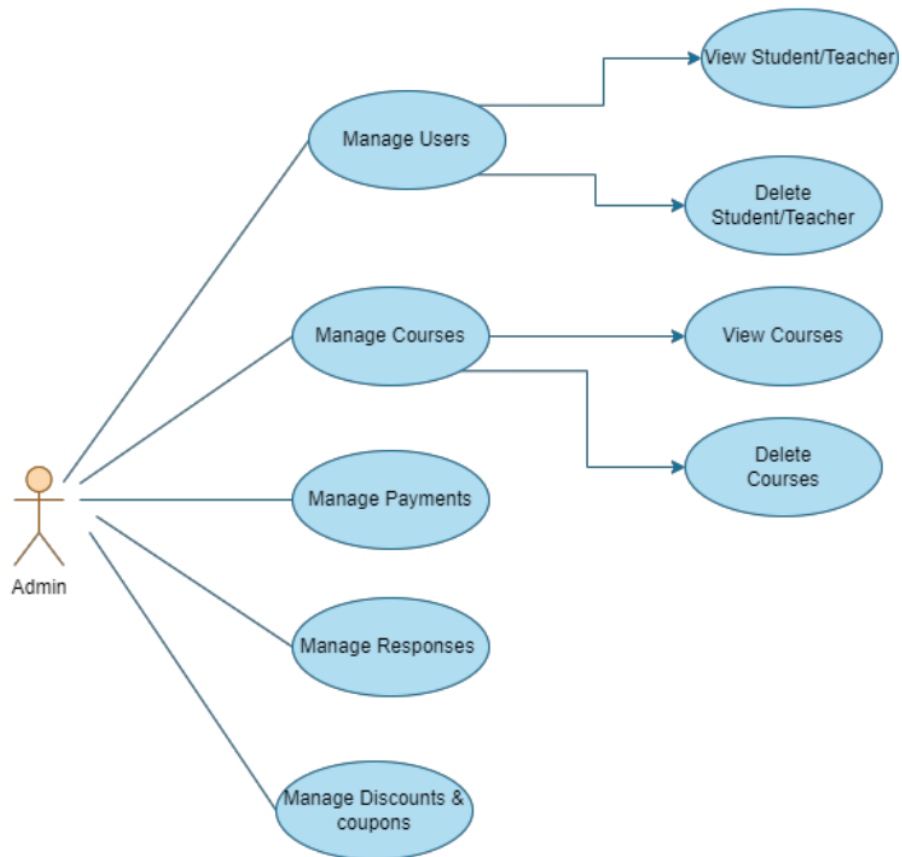 View Student/Teacher
Manage Users
Delete
Student/Teacher
Manage Courses
View Courses
Delete
Courses
Manage Payments
Admin
Manage Responses
Manage Discounts &
coupons